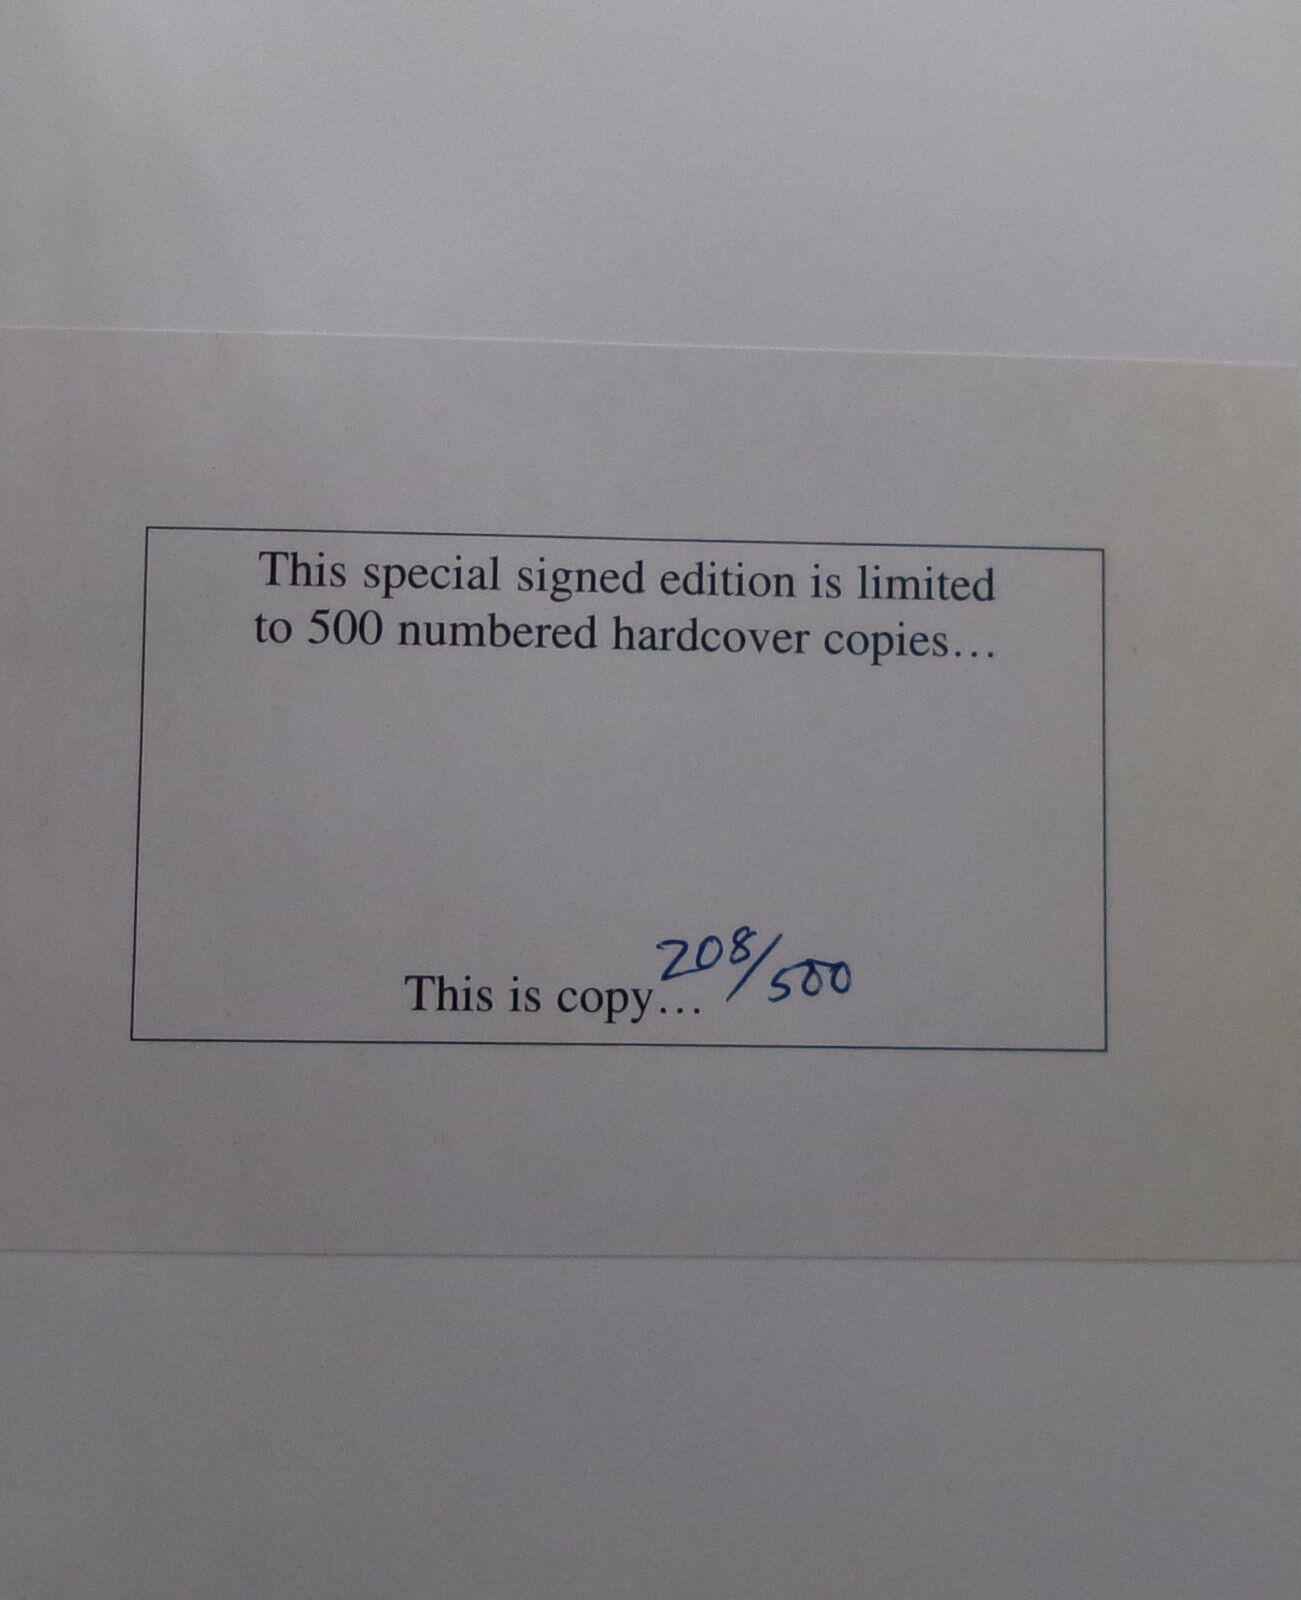 This special signed edition is limited
to 500 numbered hardcover copies...
This is copy... 208/500